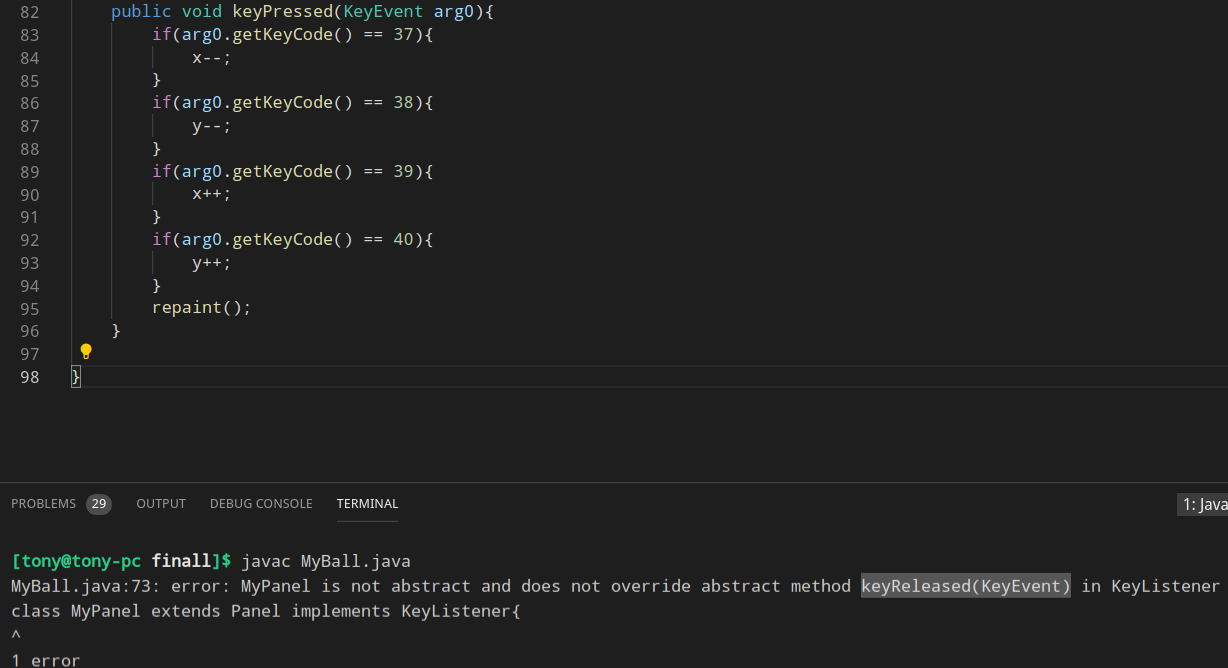 82 public void keyPressed(KeyEvent arg0){
83 if(arg0.getKeyCode() == 37){
84 x--;
85 }
86 if(arg0.getKeyCode() == 38){
87 y--;
88 }
89 if(arg0.getKeyCode() == 39){
90 x++;
91 }
92 if(arg0.getKeyCode() == 40){
93 y++;
94 }
95 repaint();
96 }
97
98 }
PROBLEMS 29 OUTPUT DEBUG CONSOLE TERMINAL 1: Java
[tony@tony-pc finall]$ javac MyBall.java
MyBall.java:73: error: MyPanel is not abstract and does not override abstract method keyReleased(KeyEvent) in KeyListener
class MyPanel extends Panel implements KeyListener{
^
1 error